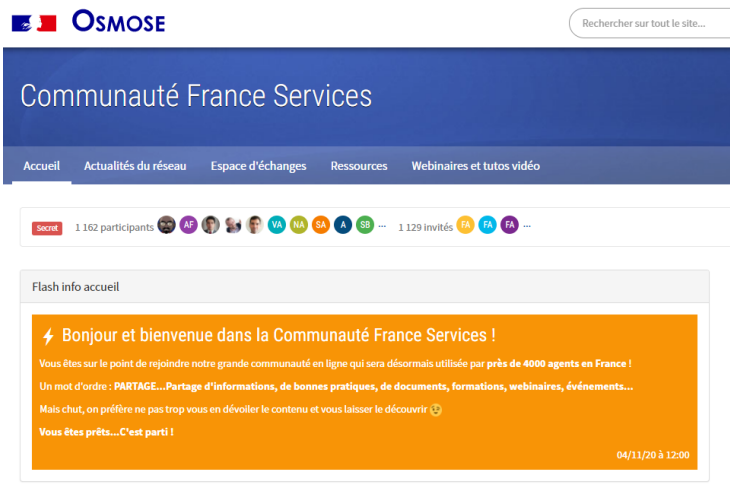 OSMOSE
Rechercher sur tout le site...
Communauté France Services
Accueil Actualités du réseau Espace d'échanges Ressources Webinaires et tutos vidéo
Secret 1 162 participants AF VA NA SA A SB ... 1 129 invités FA FA FA ...
Flash info accueil
Bonjour et bienvenue dans la Communauté France Services !
Vous êtes sur le point de rejoindre notre grande communauté en ligne qui sera désormais utilisée par près de 4000 agents en France !
Un mot d'ordre : PARTAGE...Partage d'informations, de bonnes pratiques, de documents, formations, webinaires, événements...
Mais chut, on préfère ne pas trop vous en dévoiler le contenu et vous laisser le découvrir 😉
Vous êtes prêts...C'est parti !
04/11/20 à 12:00